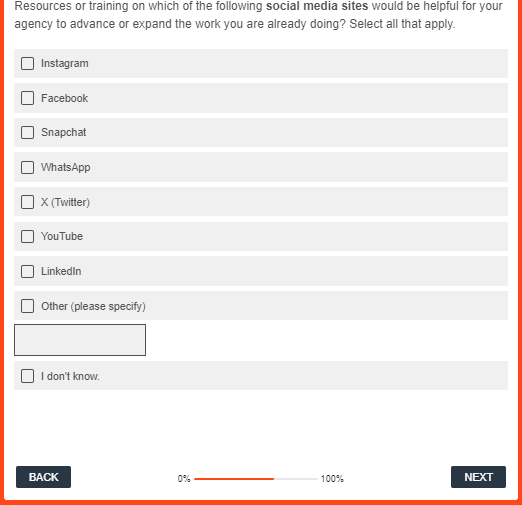 Resources or training on which of the following social media sites would be helpful for your
agency to advance or expand the work you are already doing? Select all that apply.
Instagram
Facebook
Snapchat
WhatsApp
X (Twitter)
YouTube
LinkedIn
Other (please specify)
I don't know.
BACK
0%
100%
NEXT